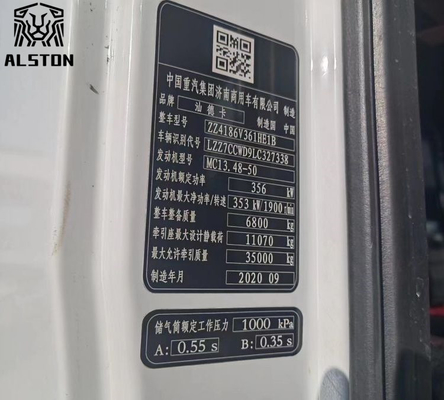 ALSTON
中国重汽集团济南商用车有限公司 制造
品牌 汕德卡 制造国 中国
整车型号 ZZ4186V361HE1B
车辆识别代号 LZZ7CCWD9LC327338
发动机型号 MC13.48-50
发动机额定功率 356 kW
发动机最大净功率/转速 353 kW/1900 r/min
整车整备质量 6800 kg
牵引座最大设计静载荷 11070 kg
最大允许牵引质量 35000 kg
制造年月 2020 09
储气筒额定工作压力 1000 kPa
A: 0.55 s B: 0.35 s